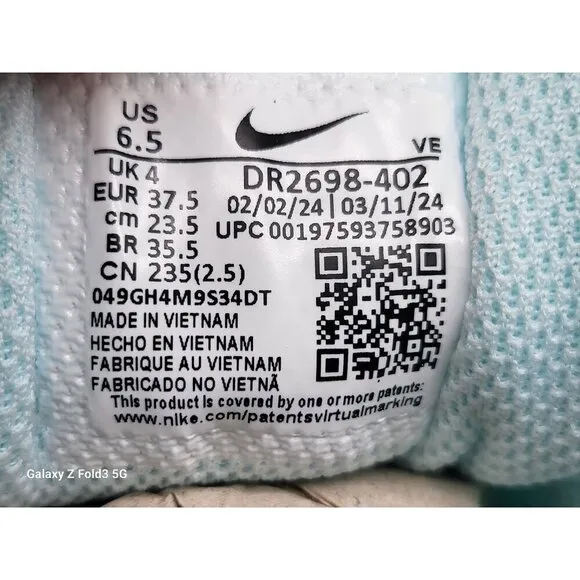 US
6.5
VE
UK 4
EUR 37.5
cm 23.5
BR 35.5
CN 235(2.5)
DR2698-402
02/02/24 | 03/11/24
UPC 00197593758903
049GH4M9S34DT
MADE IN VIETNAM
HECHO EN VIETNAM
FABRIQUE AU VIETNAM
FABRICADO NO VIETNÃ
This product is covered by one or more patents:
www.nike.com/patentsvirtualmarking
Galaxy Z Fold3 5G